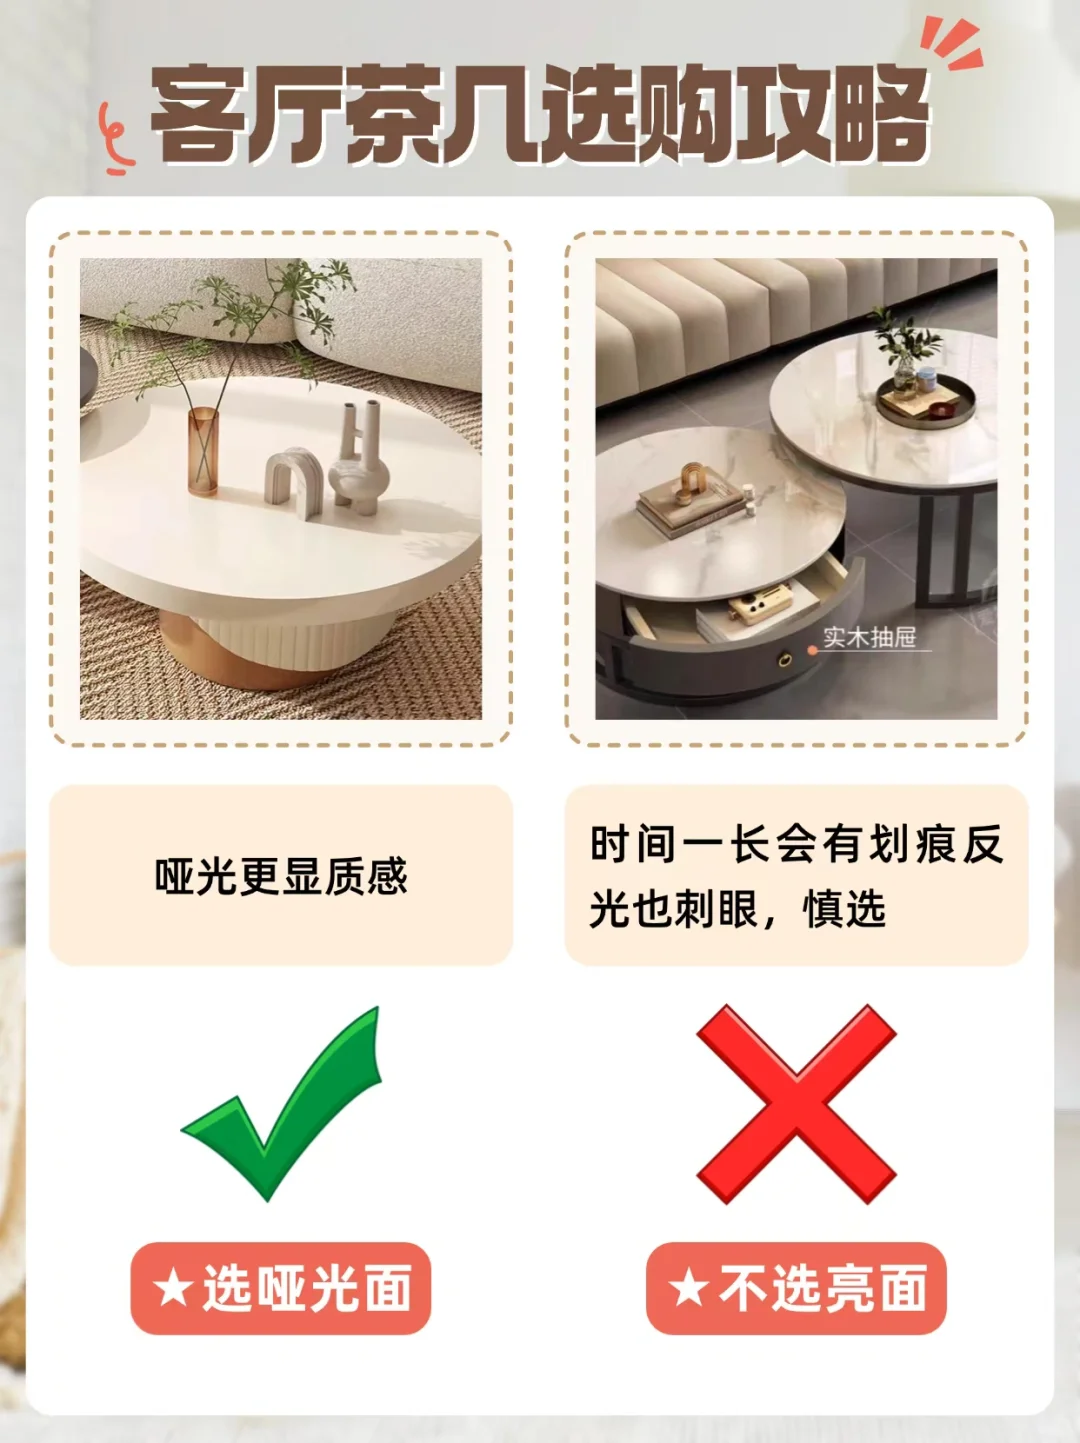 客厅茶几选购攻略
实木抽屉
哑光更显质感
时间一长会有划痕反
光也刺眼，慎选
★选哑光面
★不选亮面